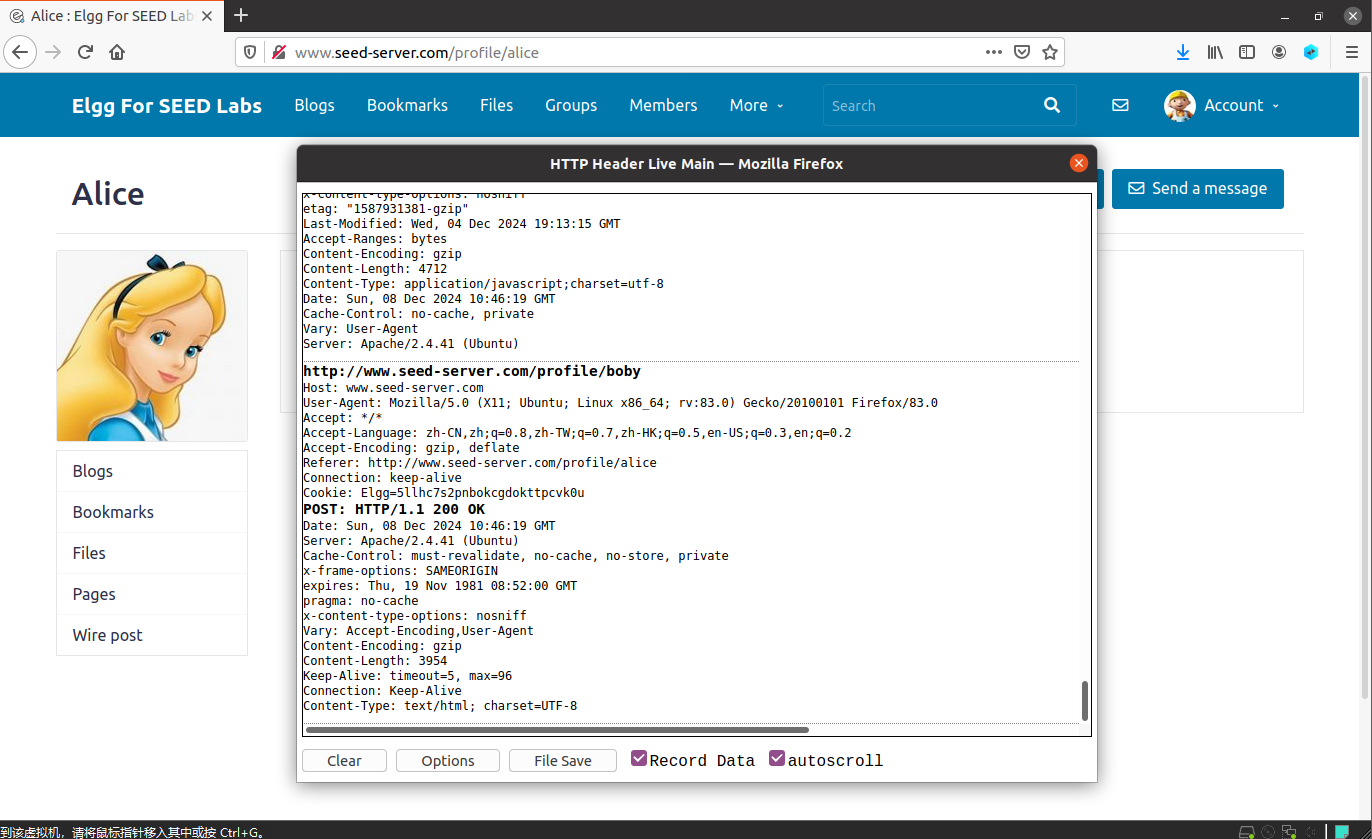 Alice : Elgg For SEED Lab
www.seed-server.com/profile/alice
Elgg For SEED Labs Blogs Bookmarks Files Groups Members More Search Account
HTTP Header Live Main — Mozilla Firefox
Alice
Send a message
x-content-type-options: nosniff
etag: "1587931381-gzip"
Last-Modified: Wed, 04 Dec 2024 19:13:15 GMT
Accept-Ranges: bytes
Content-Encoding: gzip
Content-Length: 4712
Content-Type: application/javascript;charset=utf-8
Date: Sun, 08 Dec 2024 10:46:19 GMT
Cache-Control: no-cache, private
Vary: User-Agent
Server: Apache/2.4.41 (Ubuntu)
http://www.seed-server.com/profile/boby
Host: www.seed-server.com
User-Agent: Mozilla/5.0 (X11; Ubuntu; Linux x86_64; rv:83.0) Gecko/20100101 Firefox/83.0
Accept: */*
Accept-Language: zh-CN,zh;q=0.8,zh-TW;q=0.7,zh-HK;q=0.5,en-US;q=0.3,en;q=0.2
Accept-Encoding: gzip, deflate
Referer: http://www.seed-server.com/profile/alice
Connection: keep-alive
Cookie: Elgg=5llhc7s2pnbokcgdokttpcvk0u
POST: HTTP/1.1 200 OK
Date: Sun, 08 Dec 2024 10:46:19 GMT
Server: Apache/2.4.41 (Ubuntu)
Cache-Control: must-revalidate, no-cache, no-store, private
x-frame-options: SAMEORIGIN
expires: Thu, 19 Nov 1981 08:52:00 GMT
pragma: no-cache
x-content-type-options: nosniff
Vary: Accept-Encoding,User-Agent
Content-Encoding: gzip
Content-Length: 3954
Keep-Alive: timeout=5, max=96
Connection: Keep-Alive
Content-Type: text/html; charset=UTF-8
Blogs
Bookmarks
Files
Pages
Wire post
Clear Options File Save Record Data autoscroll
到该虚拟机，请将鼠标指针移入其中或按 Ctrl+G。